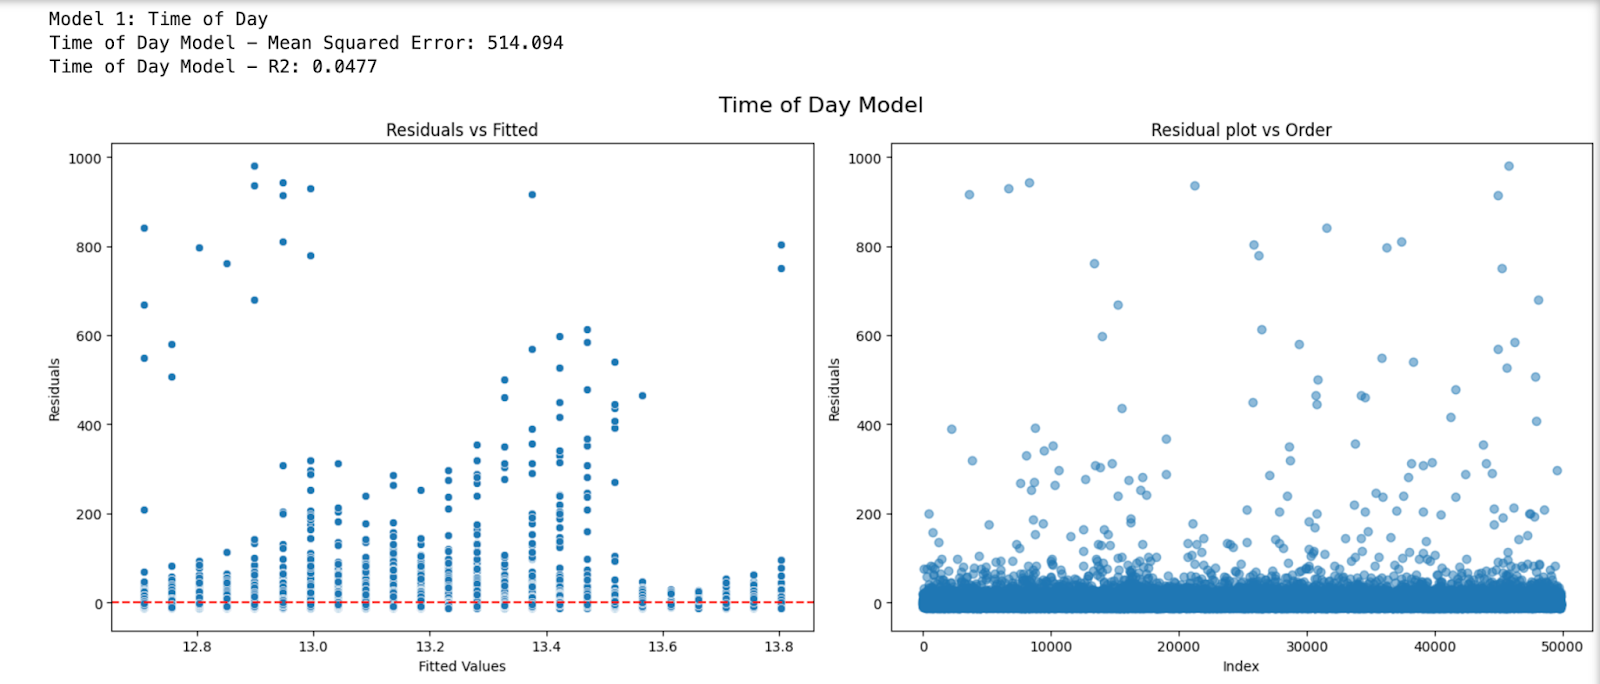 Model 1: Time of Day
Time of Day Model – Mean Squared Error: 514.094
Time of Day Model – R2: 0.0477
Time of Day Model
Residuals vs Fitted
1000
800
600
400
200
0
Residuals
12.8 13.0 13.2 13.4 13.6 13.8
Fitted Values
Residual plot vs Order
1000
800
600
400
200
0
Residuals
0 10000 20000 30000 40000 50000
Index